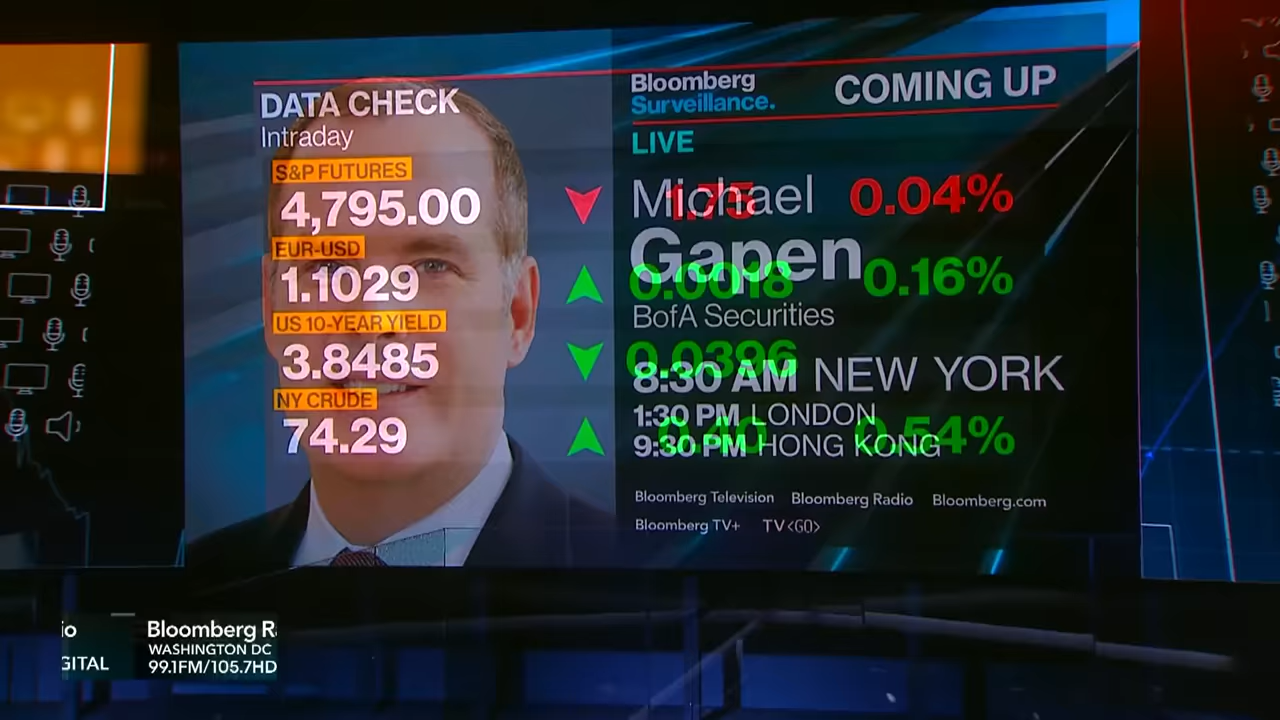 DATA CHECK
Intraday
S&P FUTURES
4,795.00 1.75 0.04%
EUR-USD
1.1029 0.0018 0.16%
US 10-YEAR YIELD
3.8485 0.0396
NY CRUDE
74.29 0.40 0.54%
Bloomberg
Surveillance.
COMING UP
LIVE
Michael
Gapen
BofA Securities
8:30 AM NEW YORK
1:30 PM LONDON
9:30 PM HONG KONG
Bloomberg Television Bloomberg Radio Bloomberg.com
Bloomberg TV+ TV<GO>
io
GITAL
Bloomberg R
WASHINGTON DC
99.1FM/105.7HD